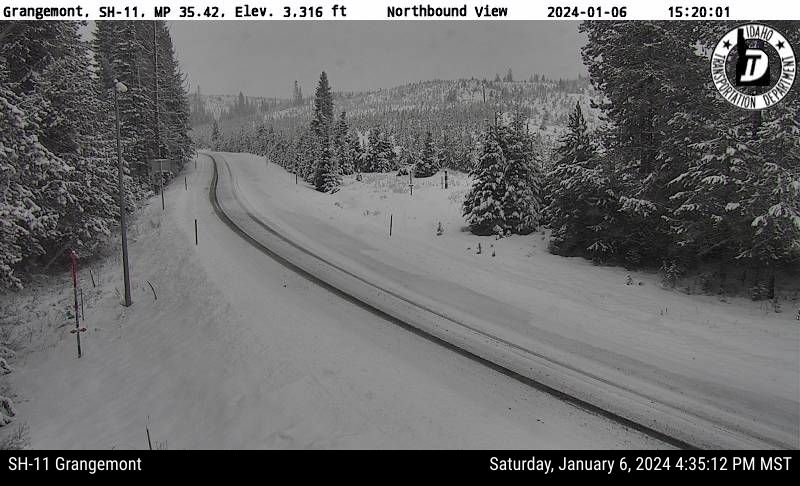 Grangemont, SH-11, MP 35.42, Elev. 3,316 ft Northbound View 2024-01-06 15:20:01
IDAHO
TRANSPORTATION DEPARTMENT
SH-11 Grangemont Saturday, January 6, 2024 4:35:12 PM MST